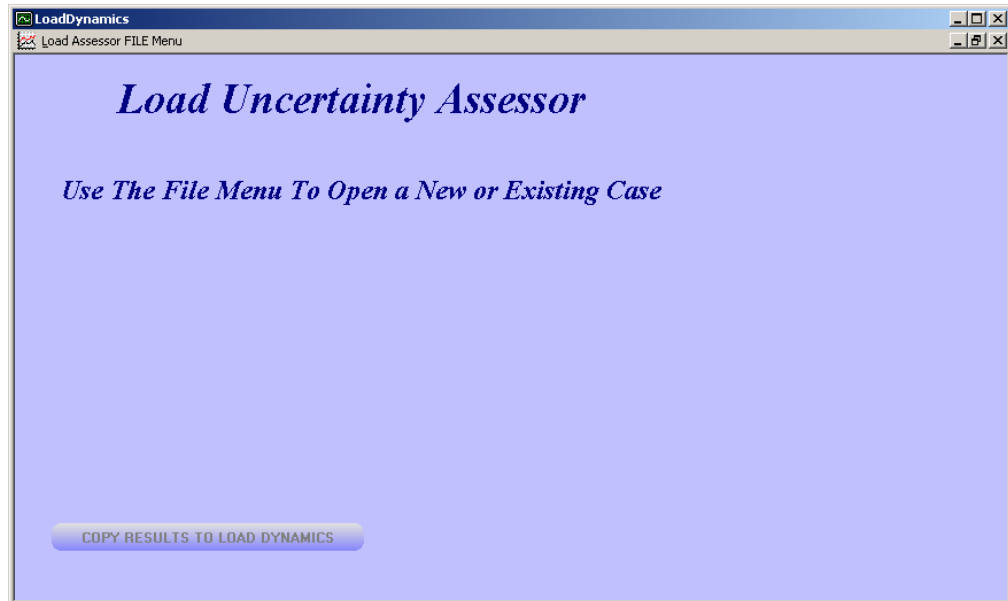 LoadDynamics
Load Assessor FILE Menu
Load Uncertainty Assessor
Use The File Menu To Open a New or Existing Case
COPY RESULTS TO LOAD DYNAMICS